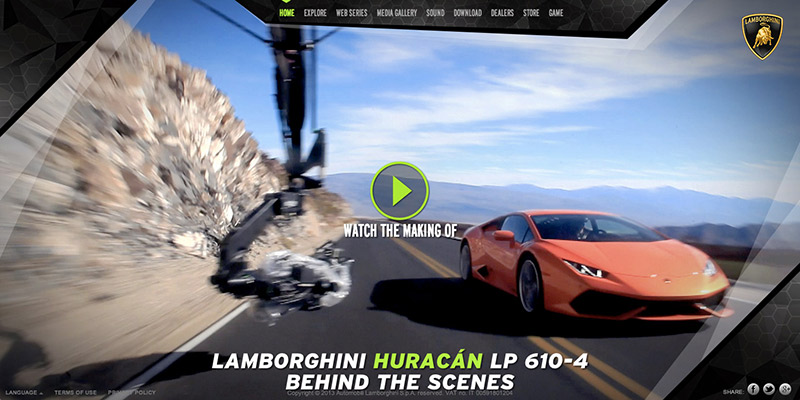 HOME EXPLORE WEB SERIES MEDIA GALLERY SOUND DOWNLOAD DEALERS STORE GAME
LAMBORGHINI
WATCH THE MAKING OF
LAMBORGHINI HURACÁN LP 610-4
BEHIND THE SCENES
LANGUAGE TERMS OF USE PRIVACY POLICY Copyright © 2013 Automobili Lamborghini S.p.A. reserved. VAT no. IT 00591801204 SHARE: